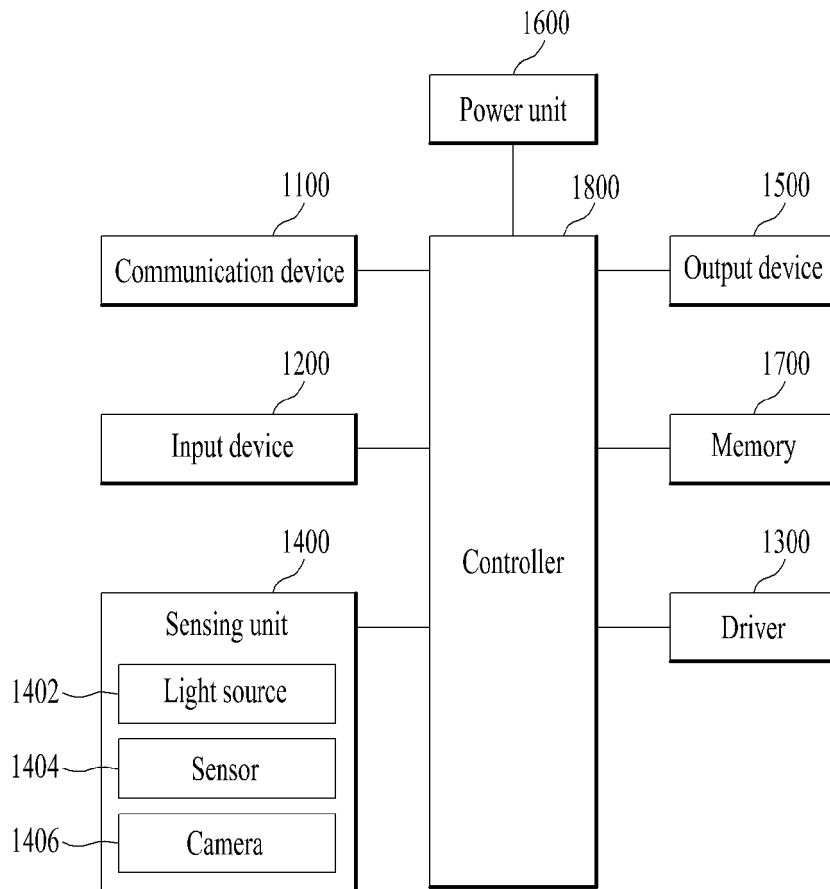 1600
Power unit
1100
1800
1500
Communication device
Output device
1200
1700
Input device
Memory
1400
Controller
1300
Sensing unit
Driver
1402
Light source
1404
Sensor
1406
Camera